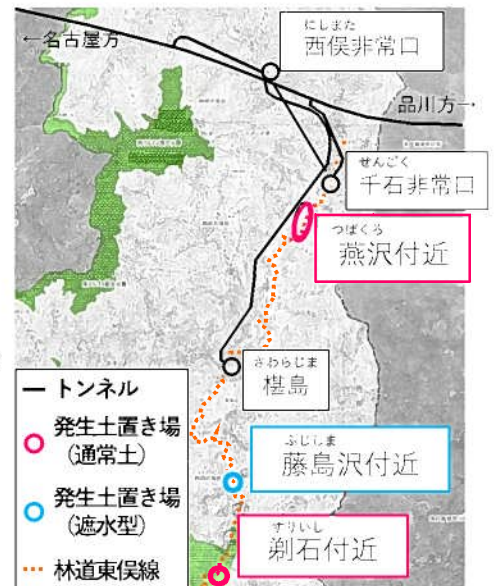 にしまた
西俣非常口
←名古屋方
品川方→
せんごく
千石非常口
つばくろ
燕沢付近
さわらじま
椹島
トンネル
発生土置き場
(通常土)
ふじしま
藤島沢付近
発生土置き場
(遮水型)
すりいし
剃石付近
林道東俣線